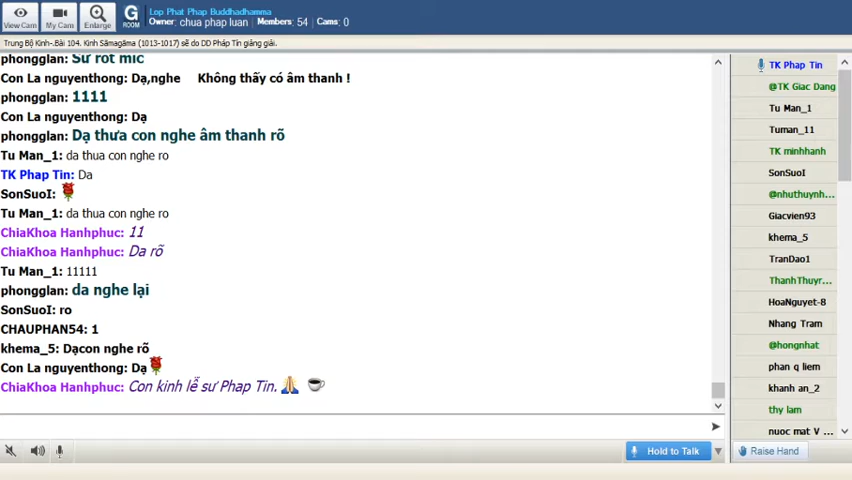 Lop Phat Phap Buddhadhamma
Owner: chua phap luan Members: 54 Cams: 0
View Cam My Cam Enlarge G ROOM
Trung Bộ Kinh-.Bài 104. Kinh Sāmagāma (1013-1017) sẽ do DD Pháp Tín giảng giải.
phongglan: Sư rớt mic
Con La nguyenthong: Dạ,nghe Không thấy có âm thanh !
phongglan: 1111
Con La nguyenthong: Dạ
phongglan: Dạ thưa con nghe âm thanh rõ
Tu Man_1: da thua con nghe ro
TK Phap Tin: Da
SonSuoI:
Tu Man_1: da thua con nghe ro
ChiaKhoa Hanhphuc: 11
ChiaKhoa Hanhphuc: Da rõ
Tu Man_1: 11111
phongglan: da nghe lại
SonSuoI: ro
CHAUPHAN54: 1
khema_5: Dạcon nghe rõ
Con La nguyenthong: Dạ
ChiaKhoa Hanhphuc: Con kinh lễ sư Phap Tin.
Hold to Talk
TK Phap Tin
@TK Giac Dang
Tu Man_1
Tuman_11
TK minhhanh
SonSuoI
@nhuthuynh...
Giacvien93
khema_5
TranDao1
ThanhThuyr...
HoaNguyet-8
Nhang Tram
@hongnhat
phan q liem
khanh an_2
thy lam
nuoc mat V ...
Raise Hand